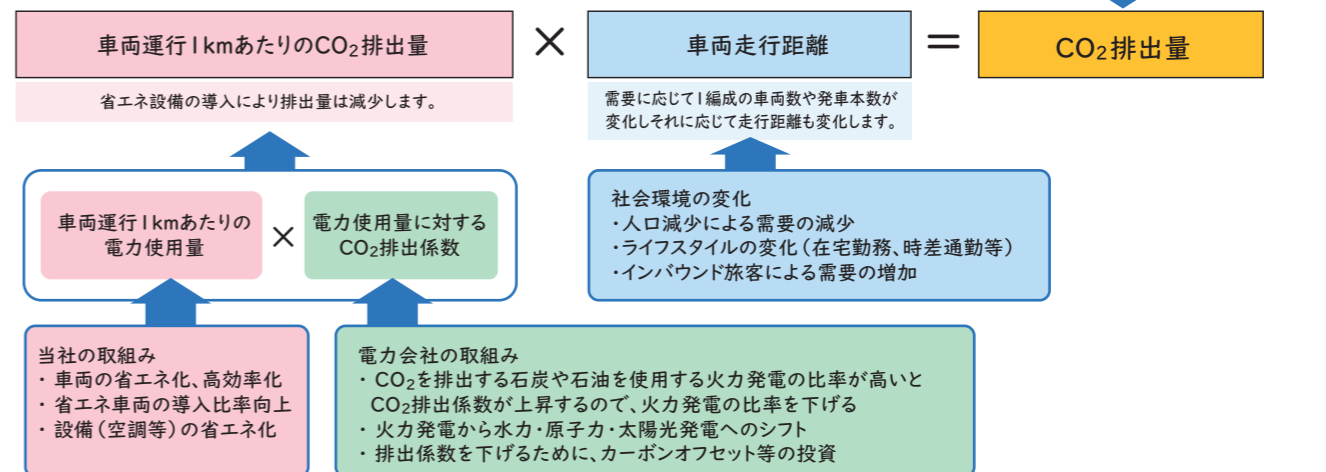 車両運行1kmあたりのCO₂排出量 × 車両走行距離 = CO₂排出量
省エネ設備の導入により排出量は減少します。
需要に応じて1編成の車両数や発車本数が
変化しそれに応じて走行距離も変化します。
車両運行1kmあたりの
電力使用量
×
電力使用量に対する
CO₂排出係数
社会環境の変化
・人口減少による需要の減少
・ライフスタイルの変化（在宅勤務、時差通勤等）
・インバウンド旅客による需要の増加
当社の取組み
・ 車両の省エネ化、高効率化
・ 省エネ車両の導入比率向上
・ 設備（空調等）の省エネ化
電力会社の取組み
・ CO₂を排出する石炭や石油を使用する火力発電の比率が高いと
CO₂排出係数が上昇するので、火力発電の比率を下げる
・ 火力発電から水力・原子力・太陽光発電へのシフト
・ 排出係数を下げるために、カーボンオフセット等の投資